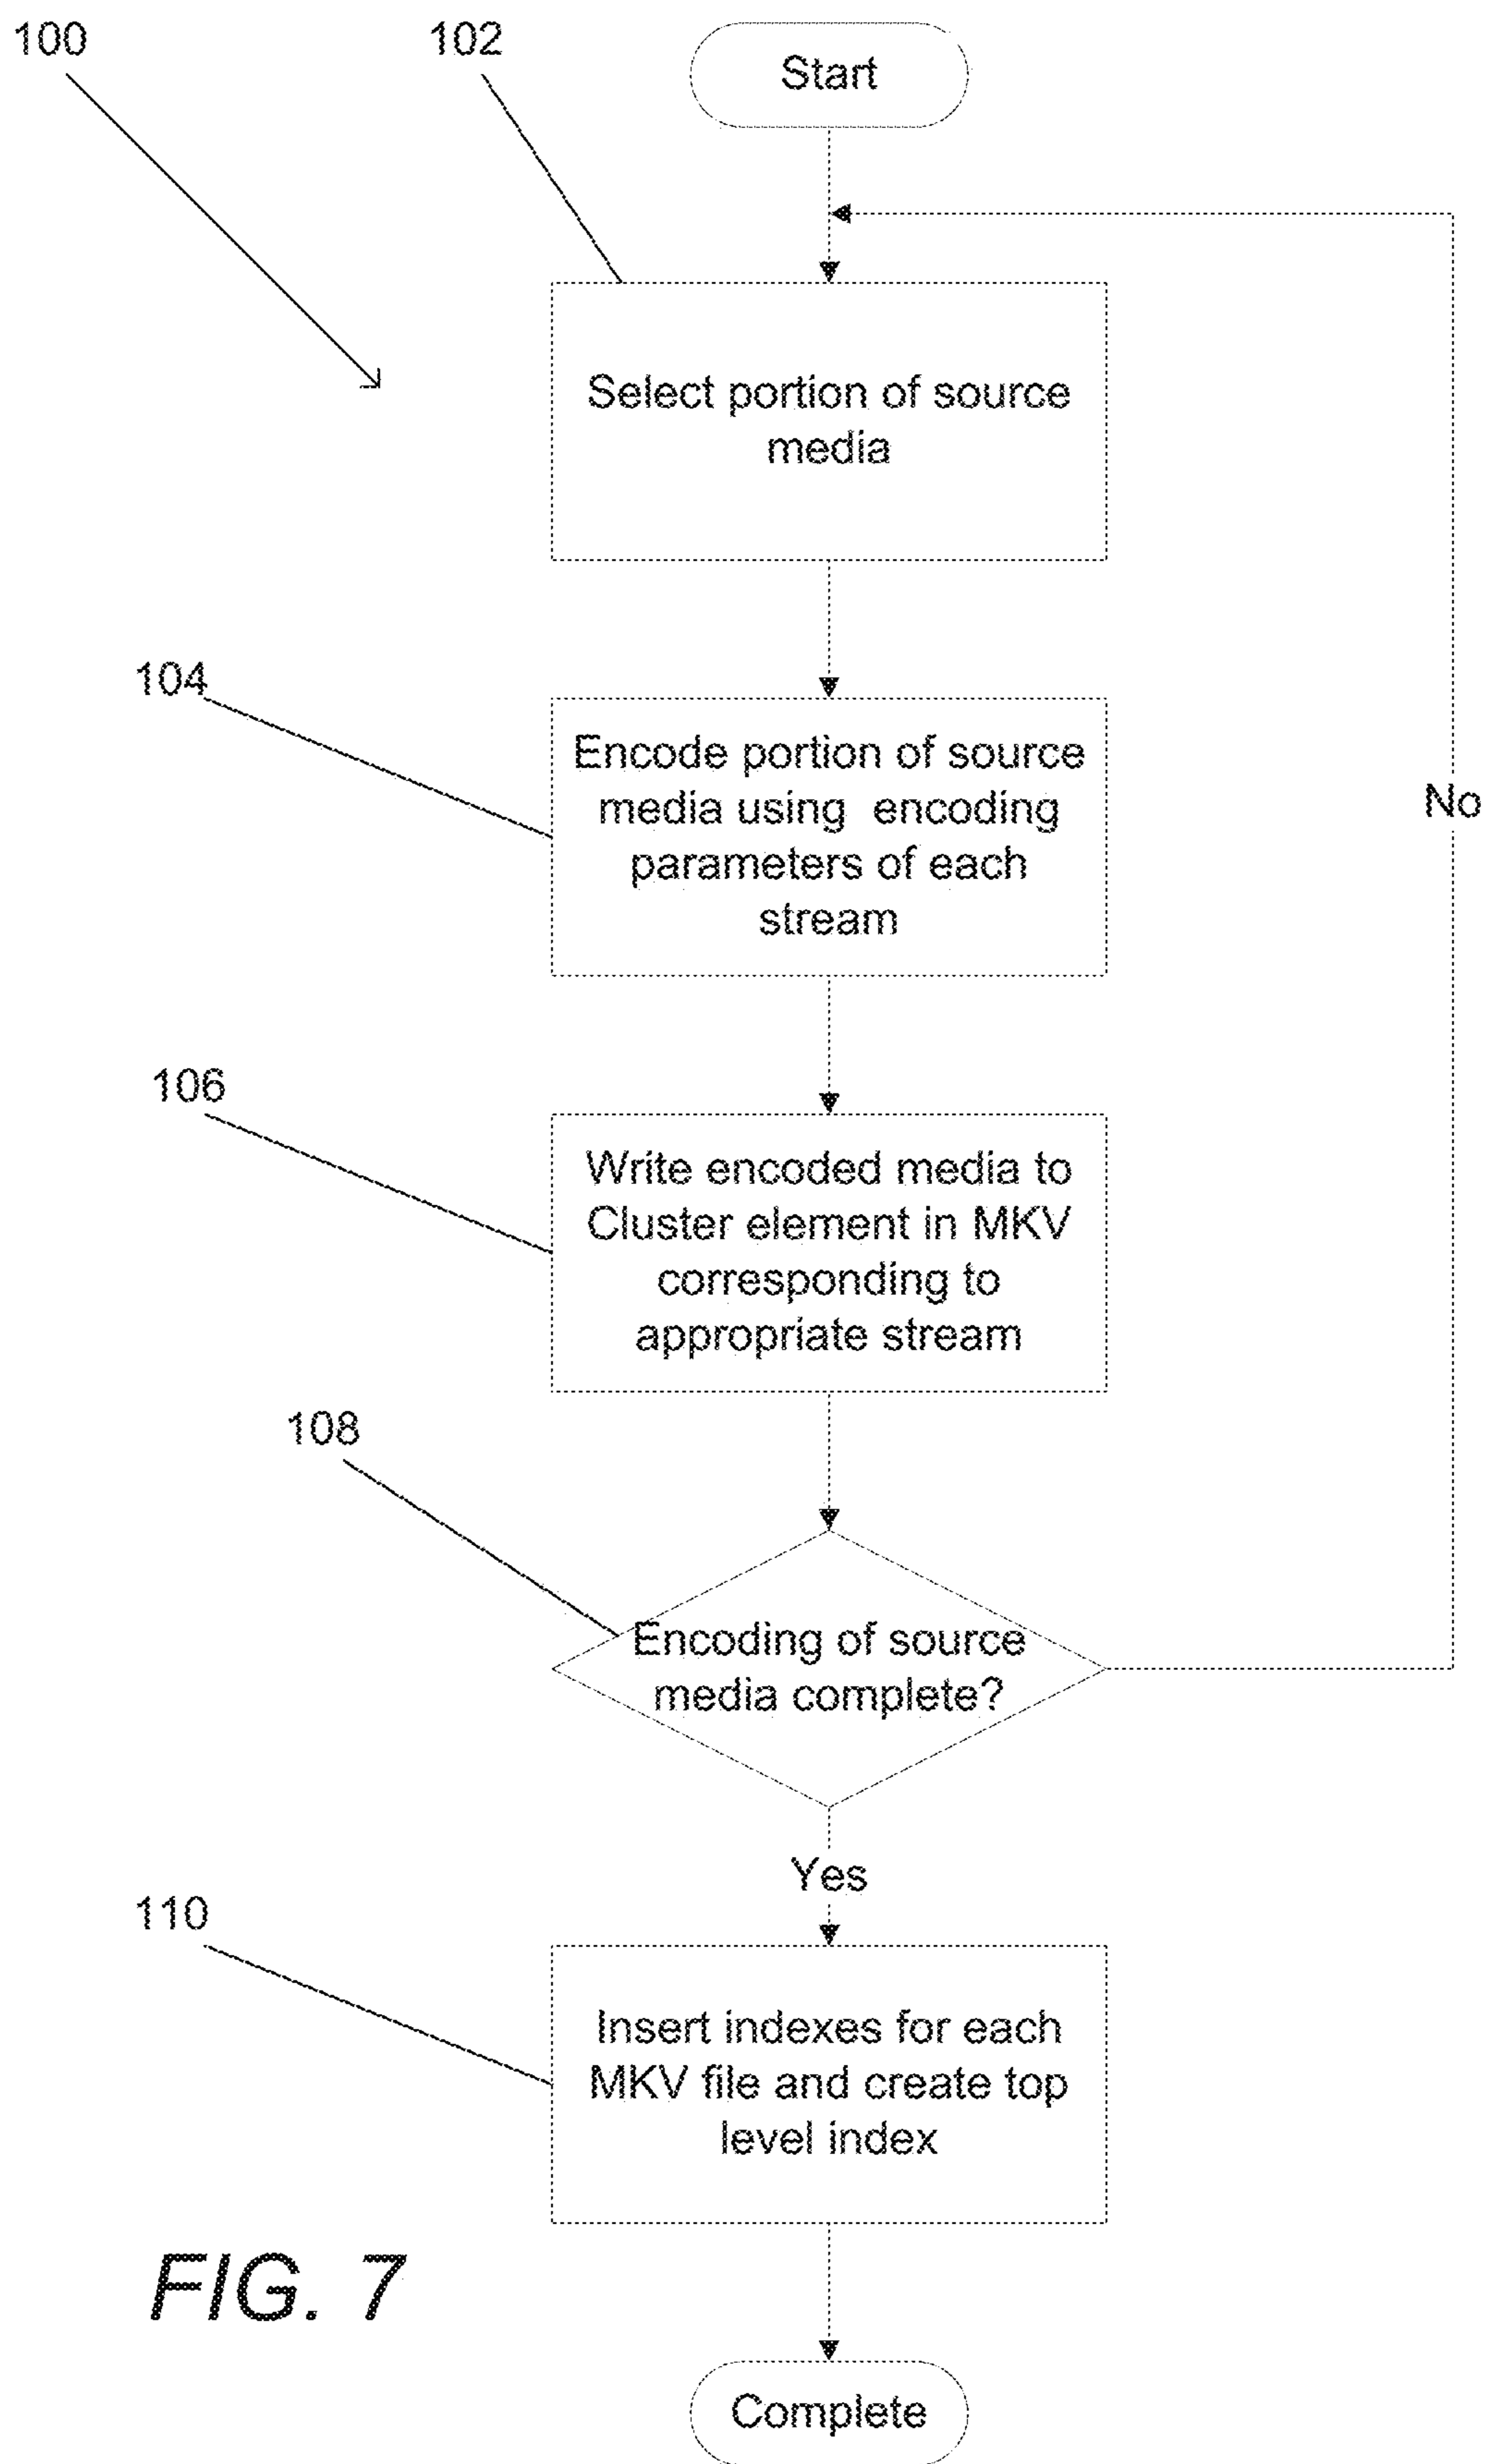 100
102
Start
Select portion of source
media
104
Encode portion of source
media using encoding
parameters of each
stream
No
106
Write encoded media to
Cluster element in MKV
corresponding to
appropriate stream
108
Encoding of source
media complete?
Yes
110
Insert indexes for each
MKV file and create top
level index
FIG. 7
Complete